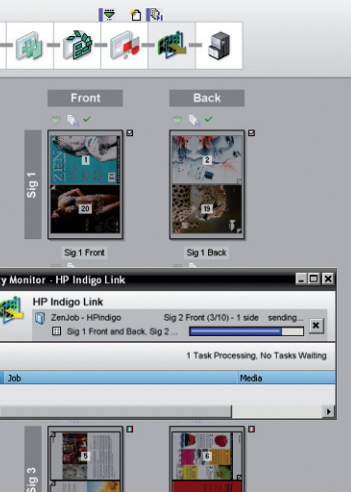 Front Back
Sig 1
ZEN
1 2
20 19
Sig 1 Front Sig 1 Back
y Monitor - HP Indigo Link
HP Indigo Link
ZenJob - HPindigo Sig 2 Front (3/10) - 1 side sending...
Sig 1 Front and Back, Sig 2 ...
1 Task Processing, No Tasks Waiting
Job Media
Sig 3
5 6